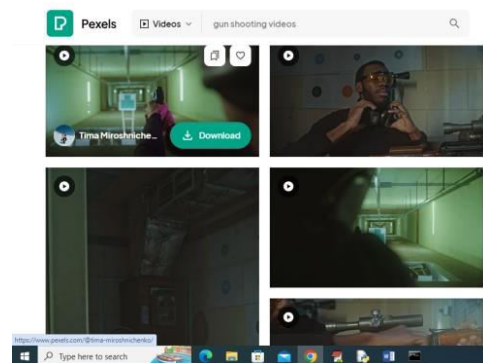 Pexels
Videos
gun shooting videos
Tima Miroshniche...
Download
https://www.pexels.com/@tima-miroshnichenko/
Type here to search